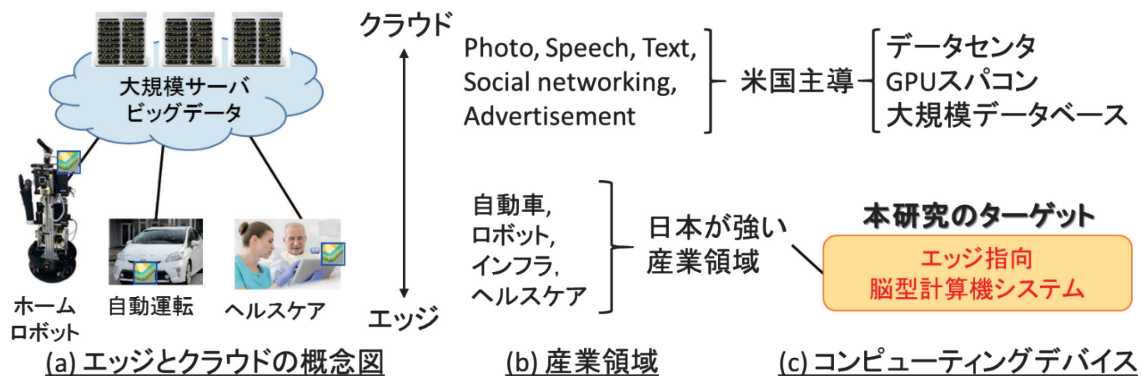 大規模サーバ
ビッグデータ
ホーム
ロボット
自動運転
ヘルスケア
(a) エッジとクラウドの概念図
クラウド
エッジ
Photo, Speech, Text,
Social networking,
Advertisement
米国主導
データセンタ
GPUスパコン
大規模データベース
自動車,
ロボット,
インフラ,
ヘルスケア
日本が強い
産業領域
本研究のターゲット
エッジ指向
脳型計算機システム
(b) 産業領域
(c) コンピューティングデバイス